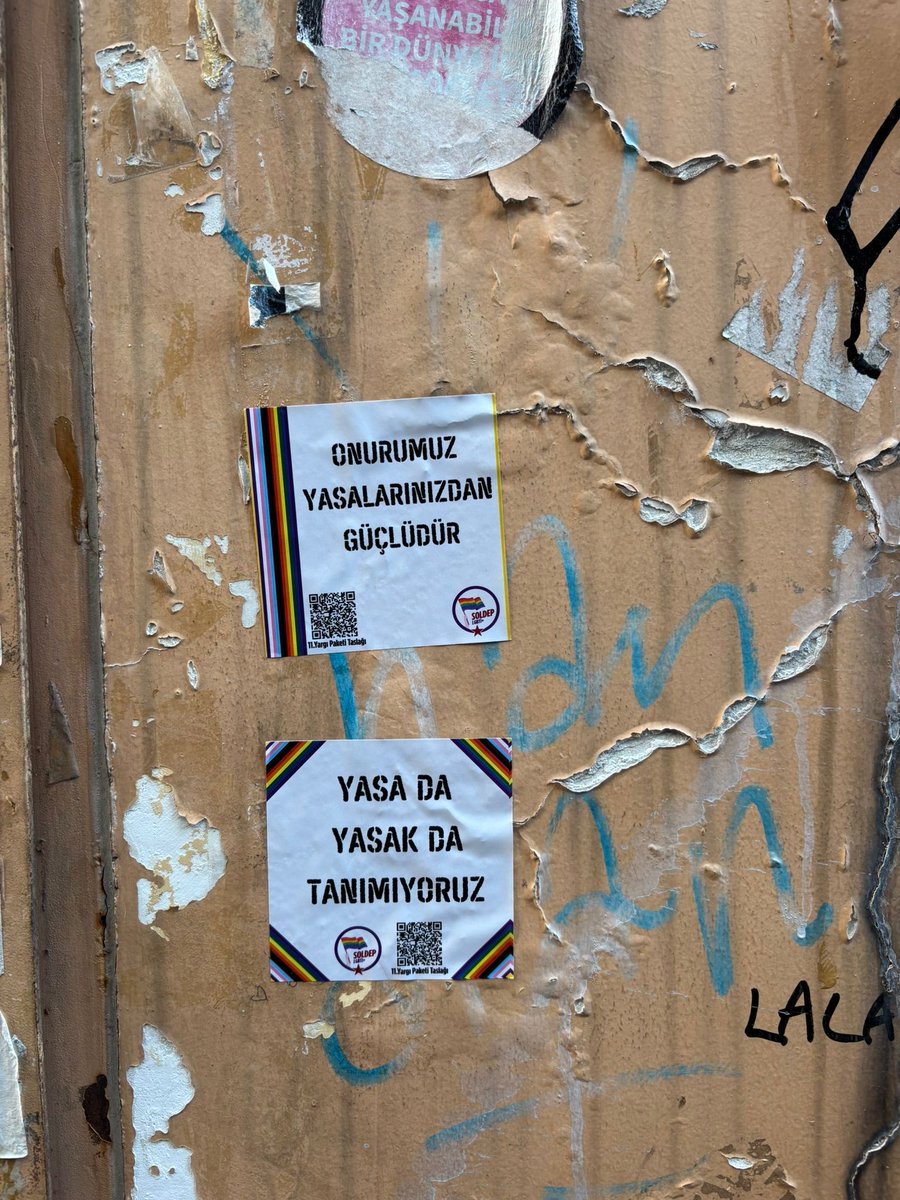 YAŞANABİL
BİR DÜNY
ONURUMUZ
YASALARINIZDAN
GÜÇLÜDÜR
11.Yargı Paketi Taslağı
SOLDEP
YASA DA
YASAK DA
TANIMIYORUZ
SOLDEP
11.Yargı Paketi Taslağı
LALA